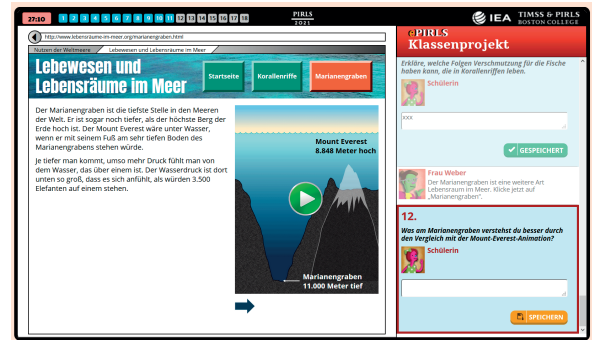 27:10 1 2 3 4 5 6 7 8 9 10 11 12 13 14 15 16 17 18
PIRLS
2021
IEA TIMSS & PIRLS
BOSTON COLLEGE
http://www.lebensräume-im-meer.org/marianengraben.html
Nutzen der Weltmeere Lebewesen und Lebensräume im Meer
Lebewesen und
Lebensräume im Meer
Startseite Korallenriffe Marianengraben
Der Marianengraben ist die tiefste Stelle in den Meeren
der Welt. Er ist sogar noch tiefer, als der höchste Berg der
Erde hoch ist. Der Mount Everest wäre unter Wasser,
wenn er mit seinem Fuß am sehr tiefen Boden des
Marianengrabens stehen würde.
Je tiefer man kommt, umso mehr Druck fühlt man von
dem Wasser, das über einem ist. Der Wasserdruck ist dort
unten so groß, dass es sich anfühlt, als würden 3.500
Elefanten auf einem stehen.
Mount Everest
8.848 Meter hoch
Marianengraben
11.000 Meter tief
ePIRLS
Klassenprojekt
Erkläre, welche Folgen Verschmutzung für die Fische
haben kann, die in Korallenriffen leben.
Schülerin
xxx
GESPEICHERT
Frau Weber
Der Marianengraben ist eine weitere Art
Lebensraum im Meer. Klicke jetzt auf
„Marianengraben".
12.
Was am Marianengraben verstehst du besser durch
den Vergleich mit der Mount-Everest-Animation?
Schülerin
SPEICHERN